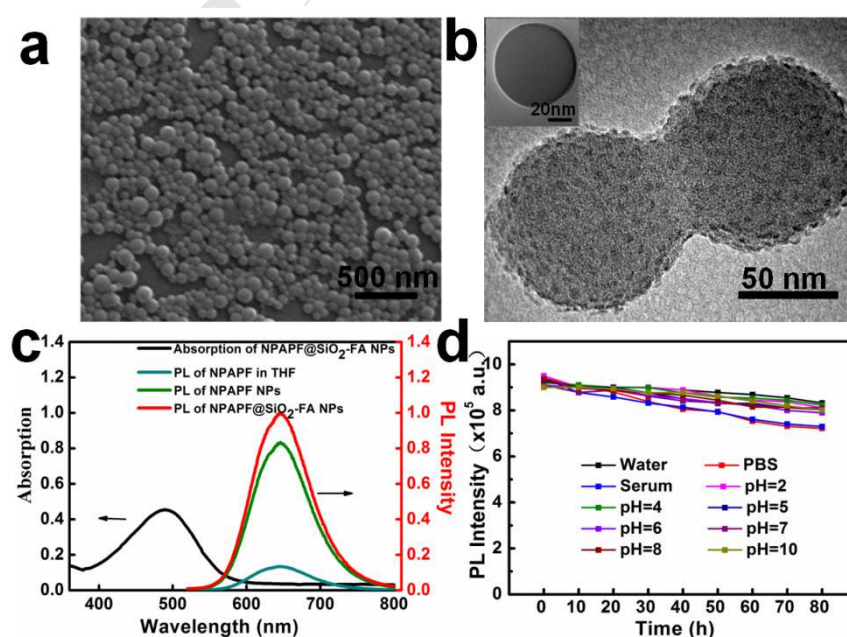 a
500 nm
b
20nm
50 nm
c
1.4
1.2
1.0
0.8
0.6
0.4
0.2
0.0
Absorption
Absorption of NPAPF@SiO₂-FA NPs
PL of NPAPF in THF
PL of NPAPF NPs
PL of NPAPF@SiO₂-FA NPs
1.4
1.2
1.0
0.8
0.6
0.4
0.2
0.0
PL Intensity
400 500 600 700 800
Wavelength (nm)
d
10
8
6
4
2
0
PL Intensity (x10⁵ a.u.)
Water PBS
Serum pH=2
pH=4 pH=5
pH=6 pH=7
pH=8 pH=10
0 10 20 30 40 50 60 70 80
Time (h)